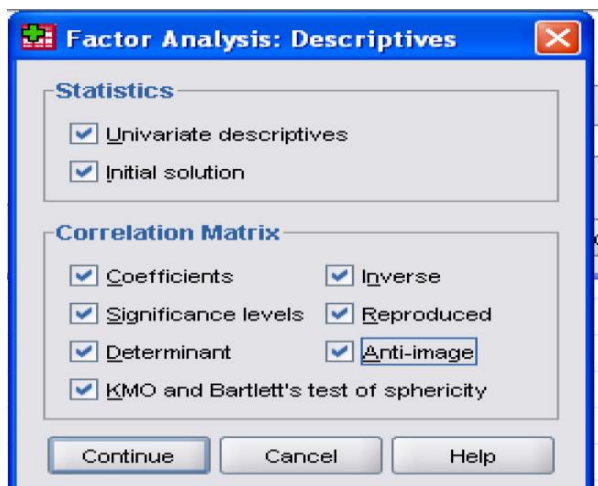 Factor Analysis: Descriptives
Statistics
Univariate descriptives
Initial solution
Correlation Matrix
Coefficients Inverse
Significance levels Reproduced
Determinant Anti-image
KMO and Bartlett's test of sphericity
Continue Cancel Help